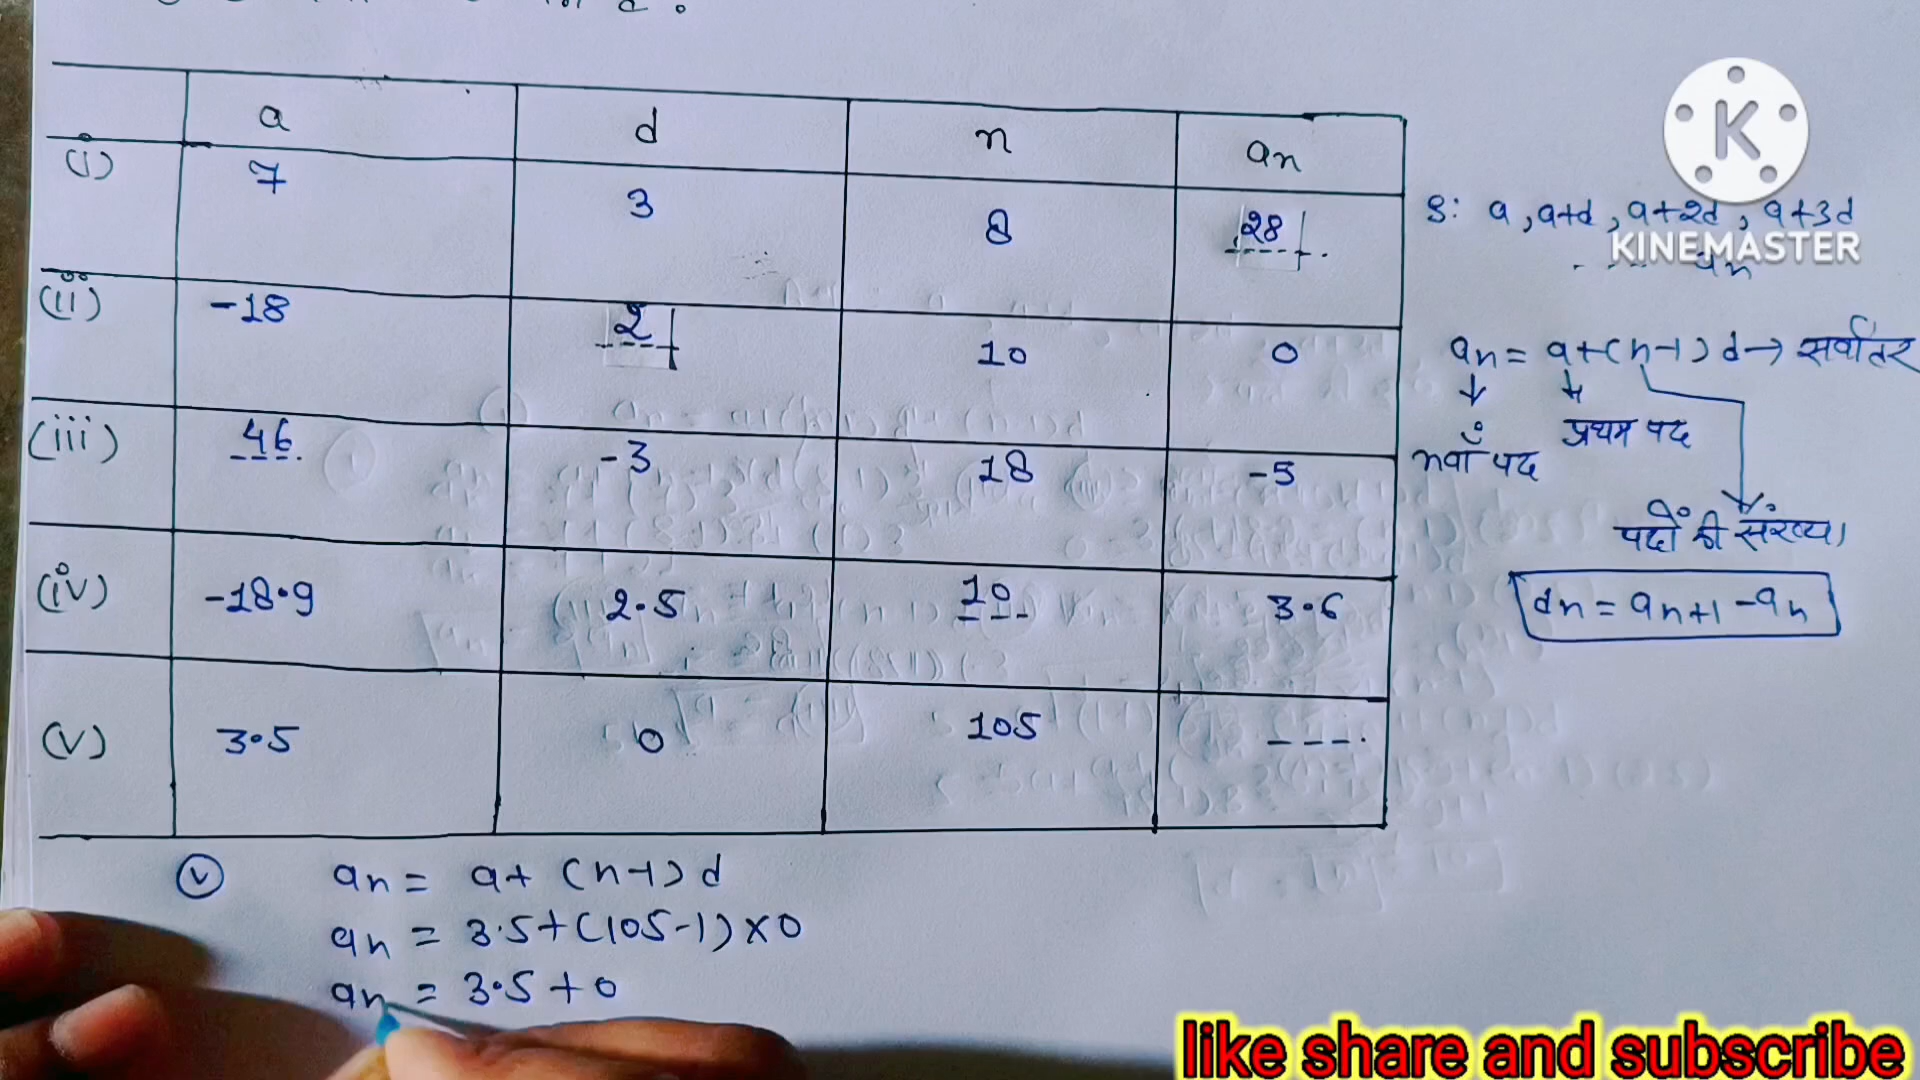 a d n an
(i) 7 3 8 28
(ii) -18 2 10 0
(iii) 46 -3 18 -5
(iv) -18.9 2.5 10 3.6
(v) 3.5 0 105 ---.
S: a, a+d, a+2d, a+3d
---- an
an = a+(n-1) d → सर्वातर
प्रथम पद
nवाँ पद
पदों की संख्या
dn = an+1 - an
(v) an = a+ (n-1) d
an = 3.5+(105-1)×0
an = 3.5+0
K
KINEMASTER
like share and subscribe